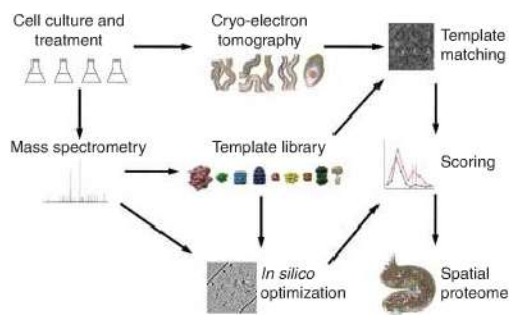 Cell culture and
treatment
Cryo-electron
tomography
Template
matching
Mass spectrometry
Template library
Scoring
In silico
optimization
Spatial
proteome